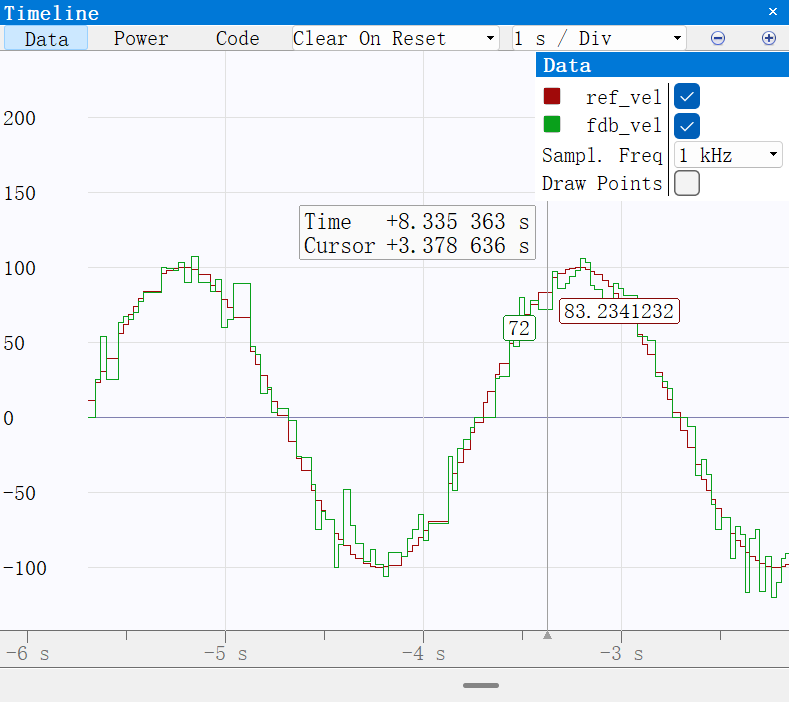 Timeline
Data Power Code Clear On Reset 1 s / Div
Data
ref_vel
fdb_vel
Sampl. Freq 1 kHz
Draw Points
200
150
100
50
0
-50
-100
Time +8.335 363 s
Cursor +3.378 636 s
72
83.2341232
-6 s -5 s -4 s -3 s